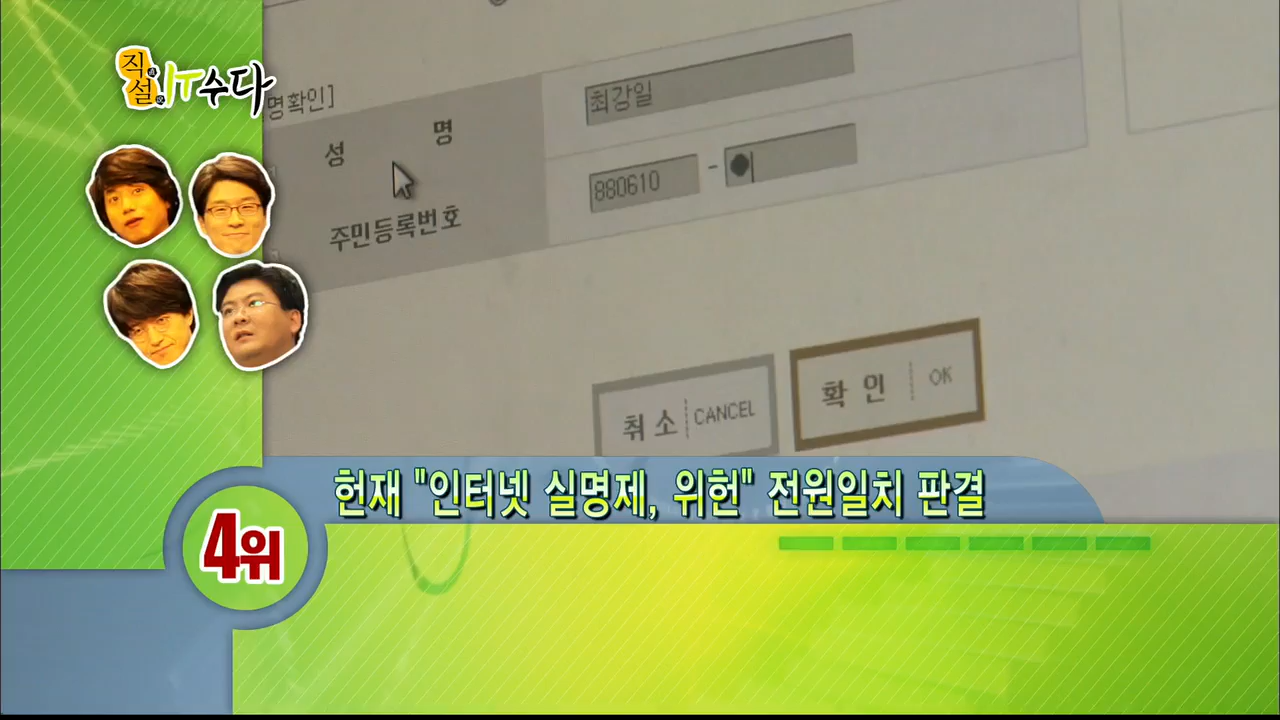 직설 IT수다
명확인]
성 명
최강일
880610 - ●
주민등록번호
취소 CANCEL
확인 OK
헌재 "인터넷 실명제, 위헌" 전원일치 판결
4위